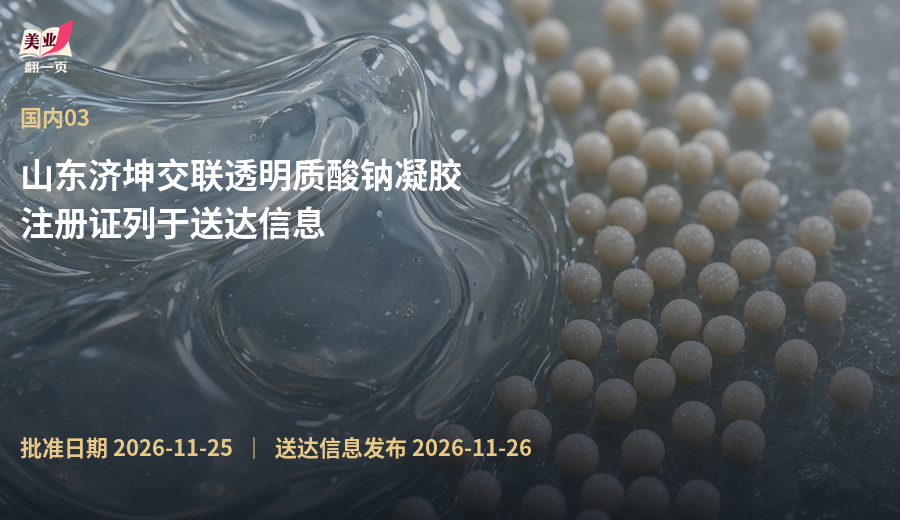 美业
翻一页
国内03
山东济坤交联透明质酸钠凝胶
注册证列于送达信息
批准日期 2026-11-25 | 送达信息发布 2026-11-26